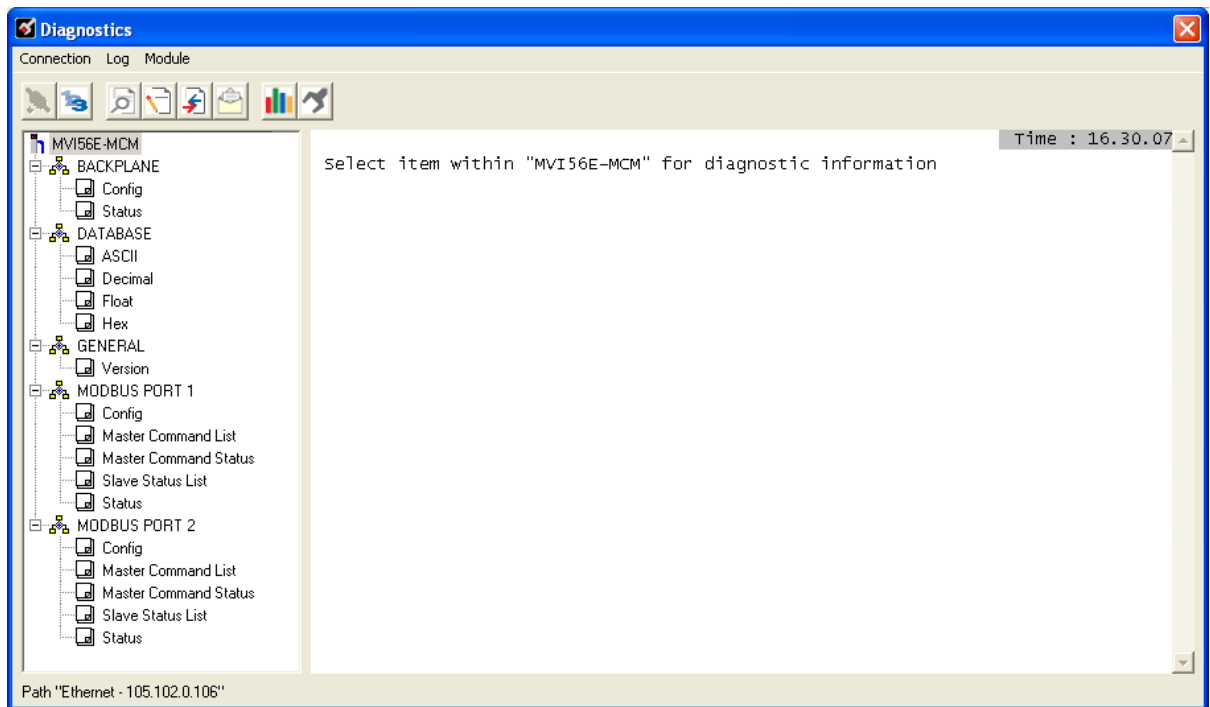 Diagnostics
Connection Log Module
MVI56E-MCM
BACKPLANE
Config
Status
DATABASE
ASCII
Decimal
Float
Hex
GENERAL
Version
MODBUS PORT 1
Config
Master Command List
Master Command Status
Slave Status List
Status
MODBUS PORT 2
Config
Master Command List
Master Command Status
Slave Status List
Status
Time : 16.30.07
Select item within "MVI56E-MCM" for diagnostic information
Path "Ethernet - 105.102.0.106"